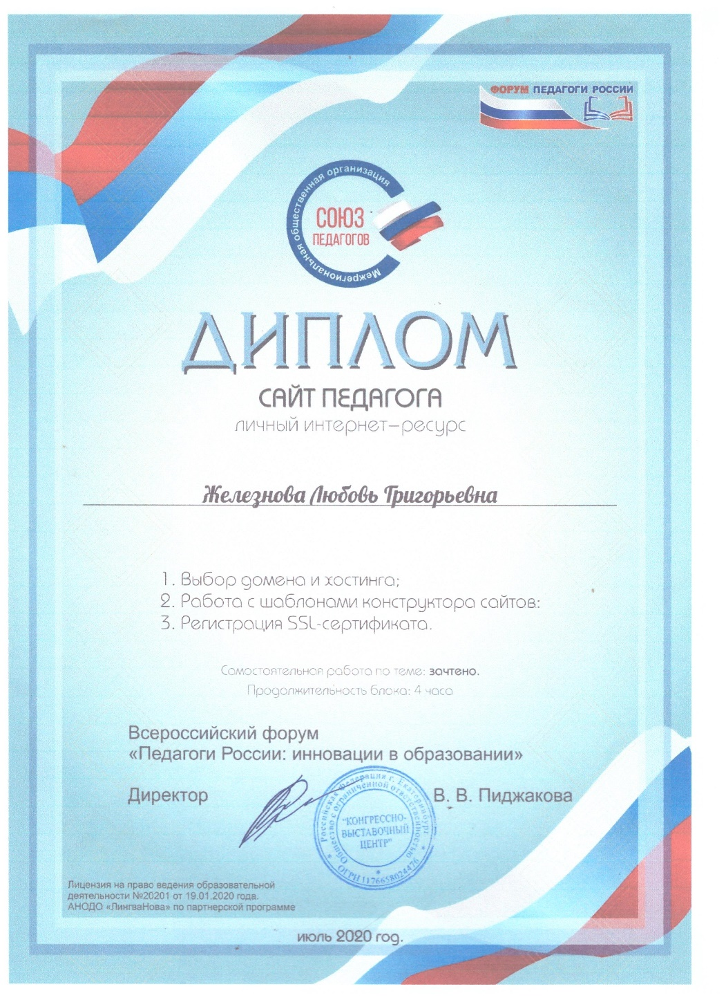 ФОРУМ ПЕДАГОГИ РОССИИ
Межрегиональная общественная организация
СОЮЗ
ПЕДАГОГОВ
ДИПЛОМ
САЙТ ПЕДАГОГА
личный интернет-ресурс
Железнова Любовь Григорьевна
1. Выбор домена и хостинга;
2. Работа с шаблонами конструктора сайтов:
3. Регистрация SSL-сертификата.
Самостоятельная работа по теме: зачтено.
Продолжительность блока: 4 часа
Всероссийский форум
«Педагоги России: инновации в образовании»
Директор В. В. Пиджакова
Российская Федерация г. Екатеринбург
Общество с ограниченной ответственностью
"КОНГРЕССНО-
ВЫСТАВОЧНЫЙ
ЦЕНТР"
ОГРН 1176658024476
Лицензия на право ведения образовательной
деятельности №20201 от 19.01.2020 года.
АНОДО «ЛингваНова» по партнерской программе
июль 2020 год.